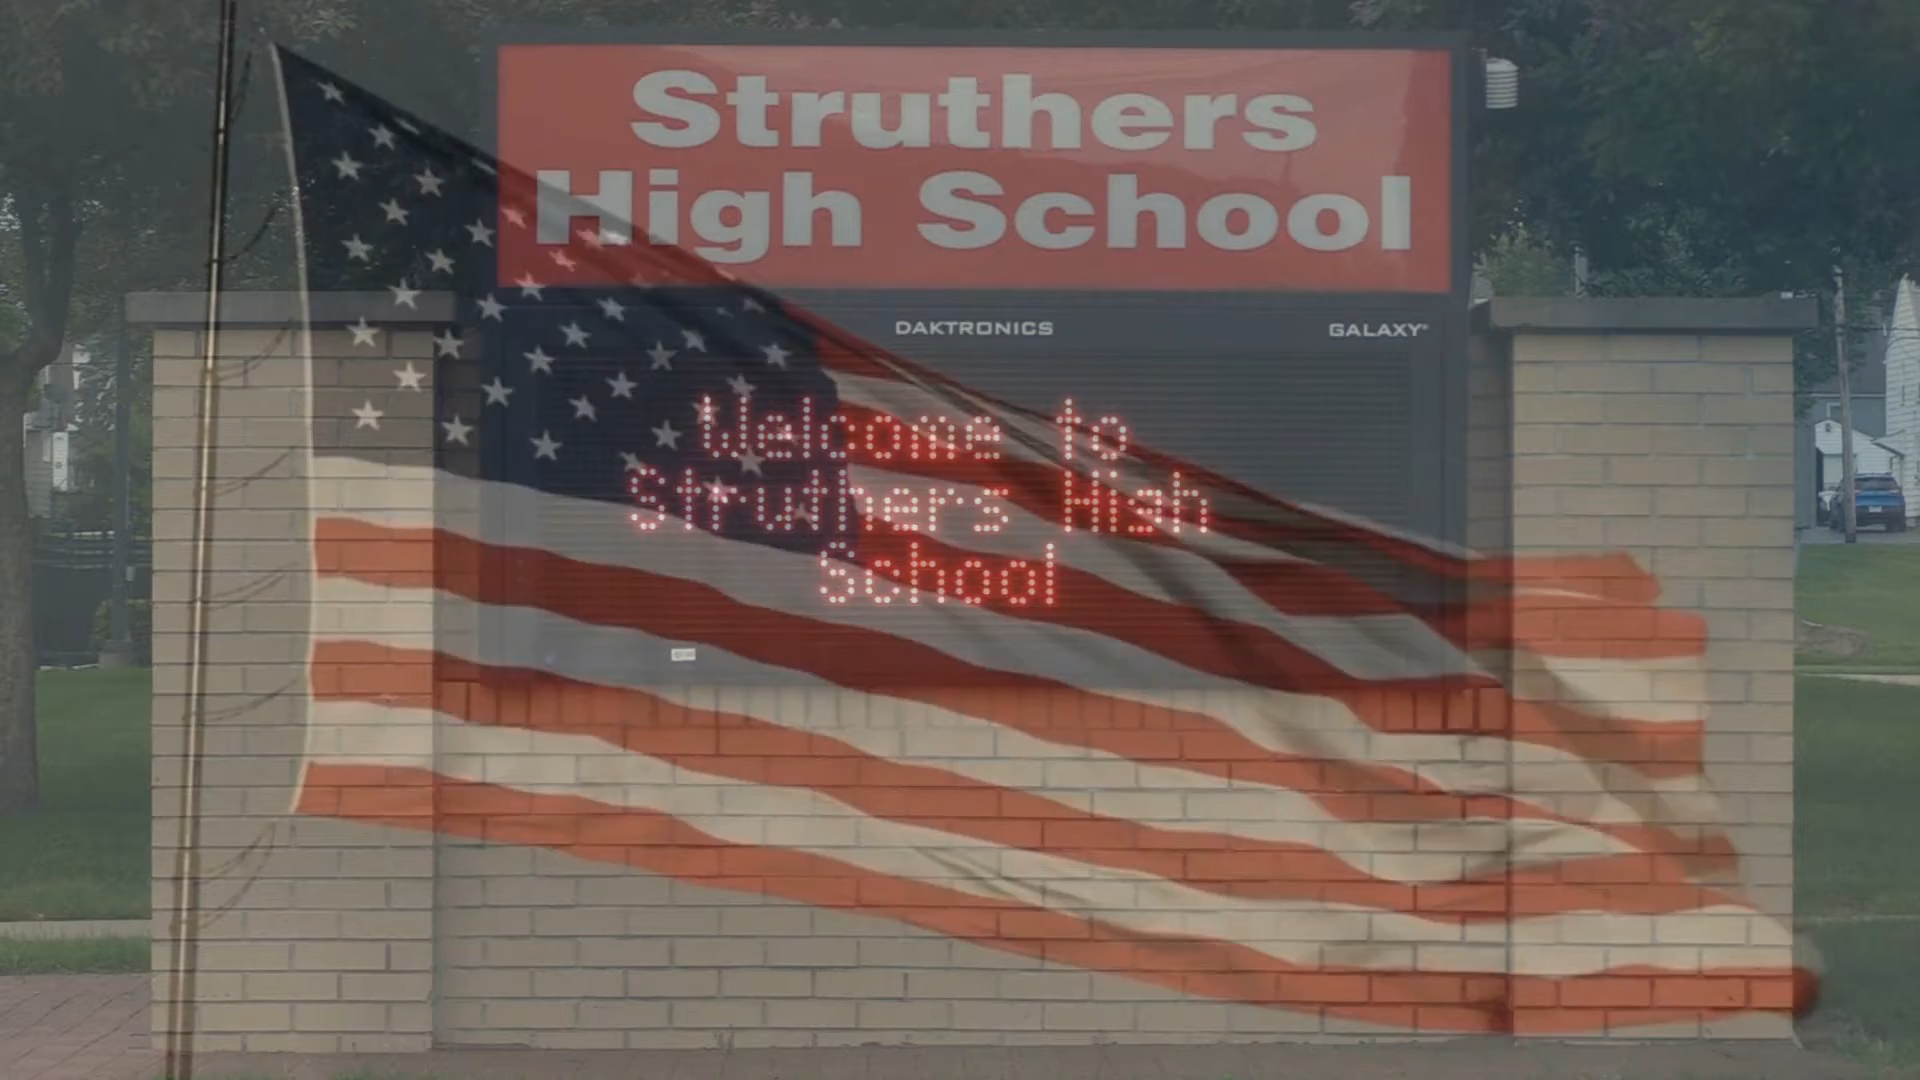 Struthers
High School
DAKTRONICS
GALAXY®
Welcome to
Struthers High
School